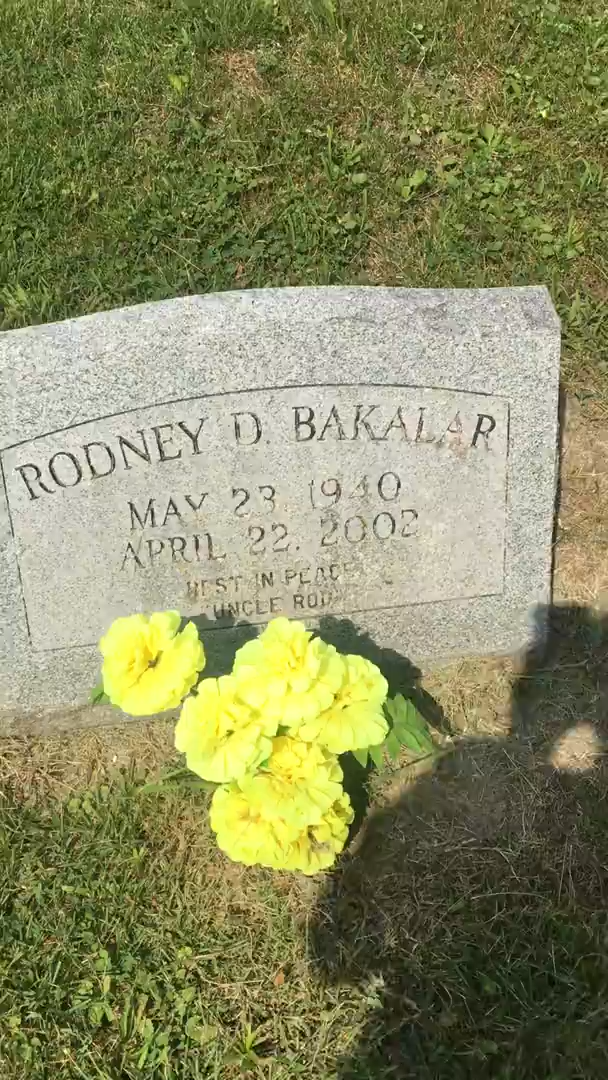 RODNEY D. BAKALAR
MAY 23 1940
APRIL 22, 2002
REST IN PEACE
UNCLE ROD